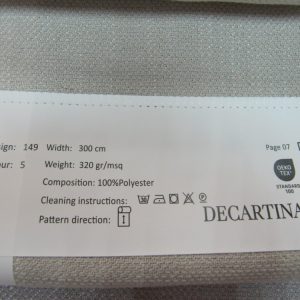 sign: 149 Width: 300 cm Page 07
our: 5 Weight: 320 gr/msq
Composition: 100%Polyester
Cleaning instructions:
Pattern direction:
OEKO
TEX®
STANDARD
100
DECARTINA